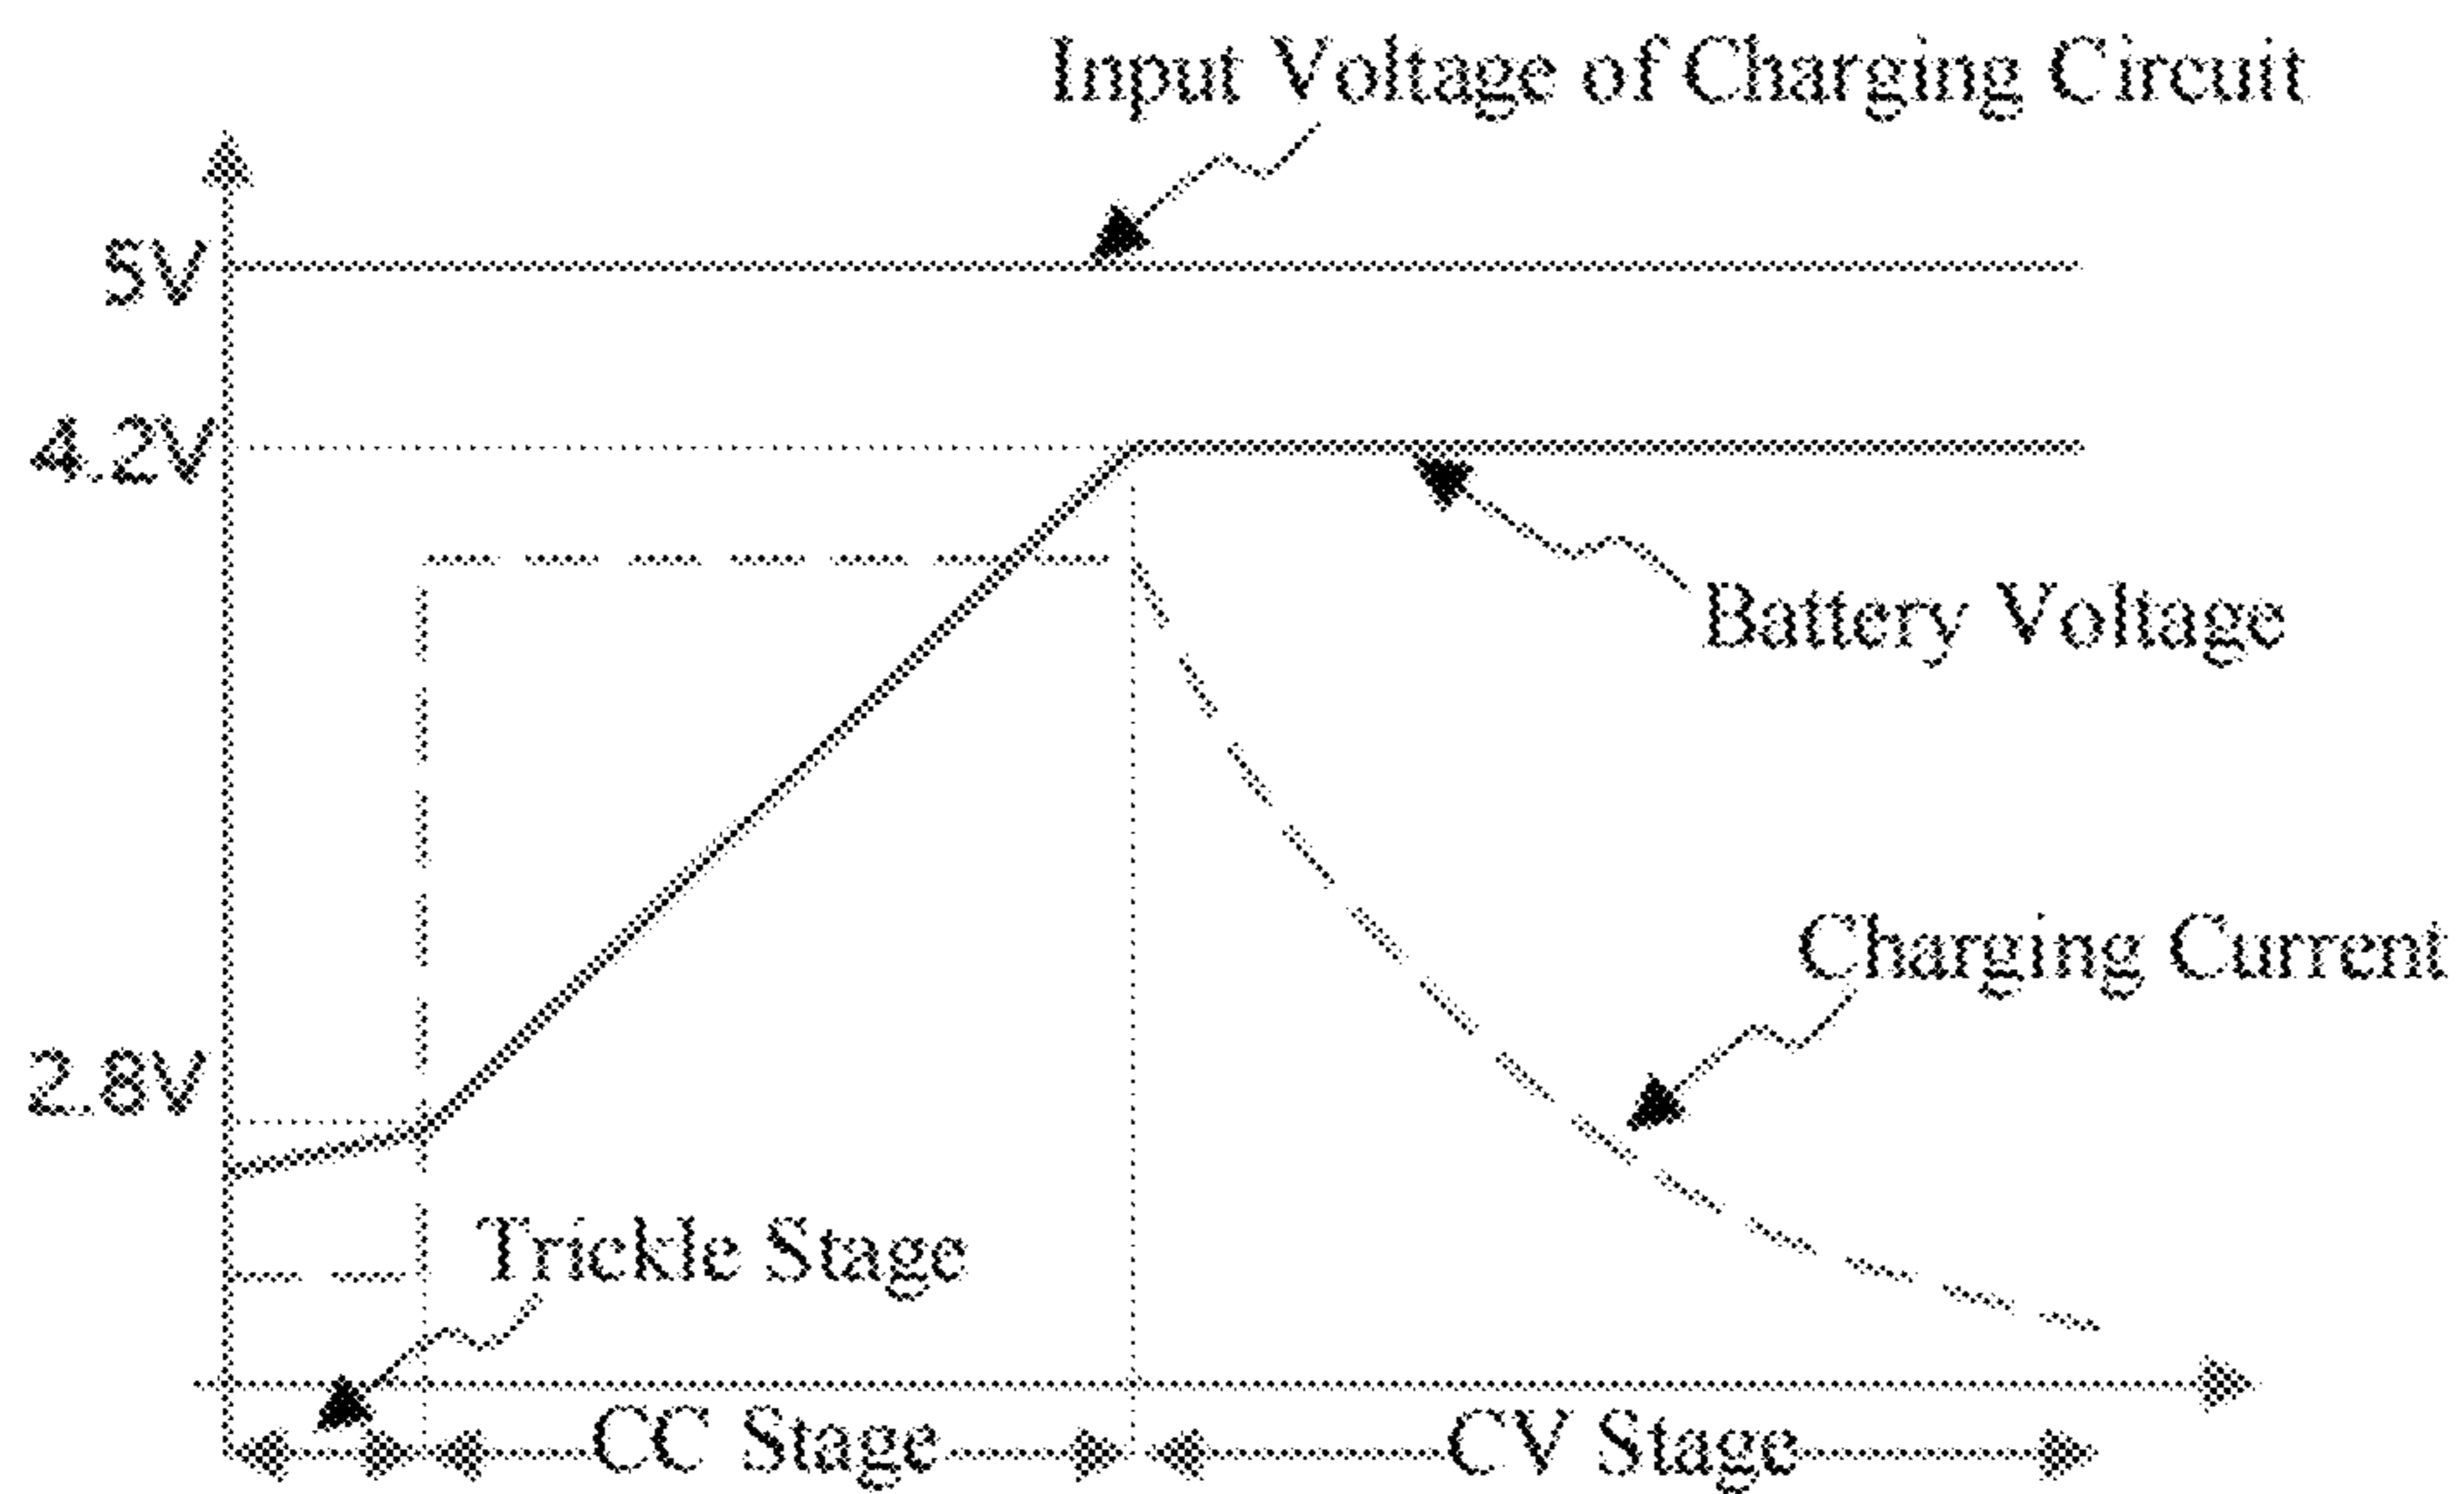 Input Voltage of Charging Circuit
5V
4.2V
Battery Voltage
Charging Current
2.8V
Trickle Stage
CC Stage
CV Stage